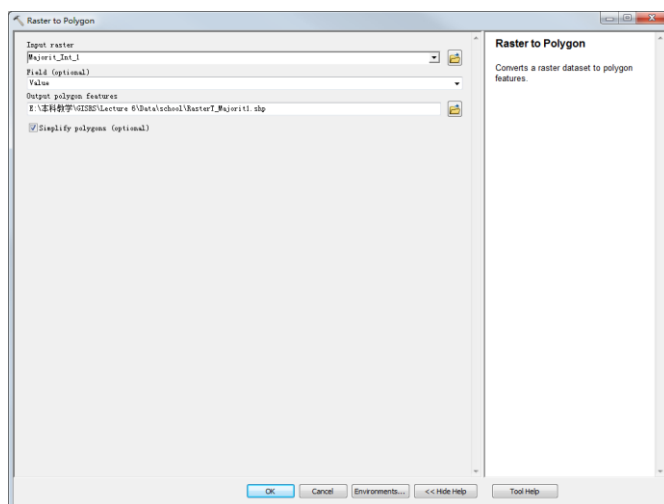 Raster to Polygon
Input raster
Majorit_Int_1
Field (optional)
Value
Output polygon features
E:\本科教学\GISRS\Lecture 6\Data\school\RasterT_Majorit1.shp
Simplify polygons (optional)
Raster to Polygon
Converts a raster dataset to polygon
features.
OK
Cancel
Environments...
<< Hide Help
Tool Help